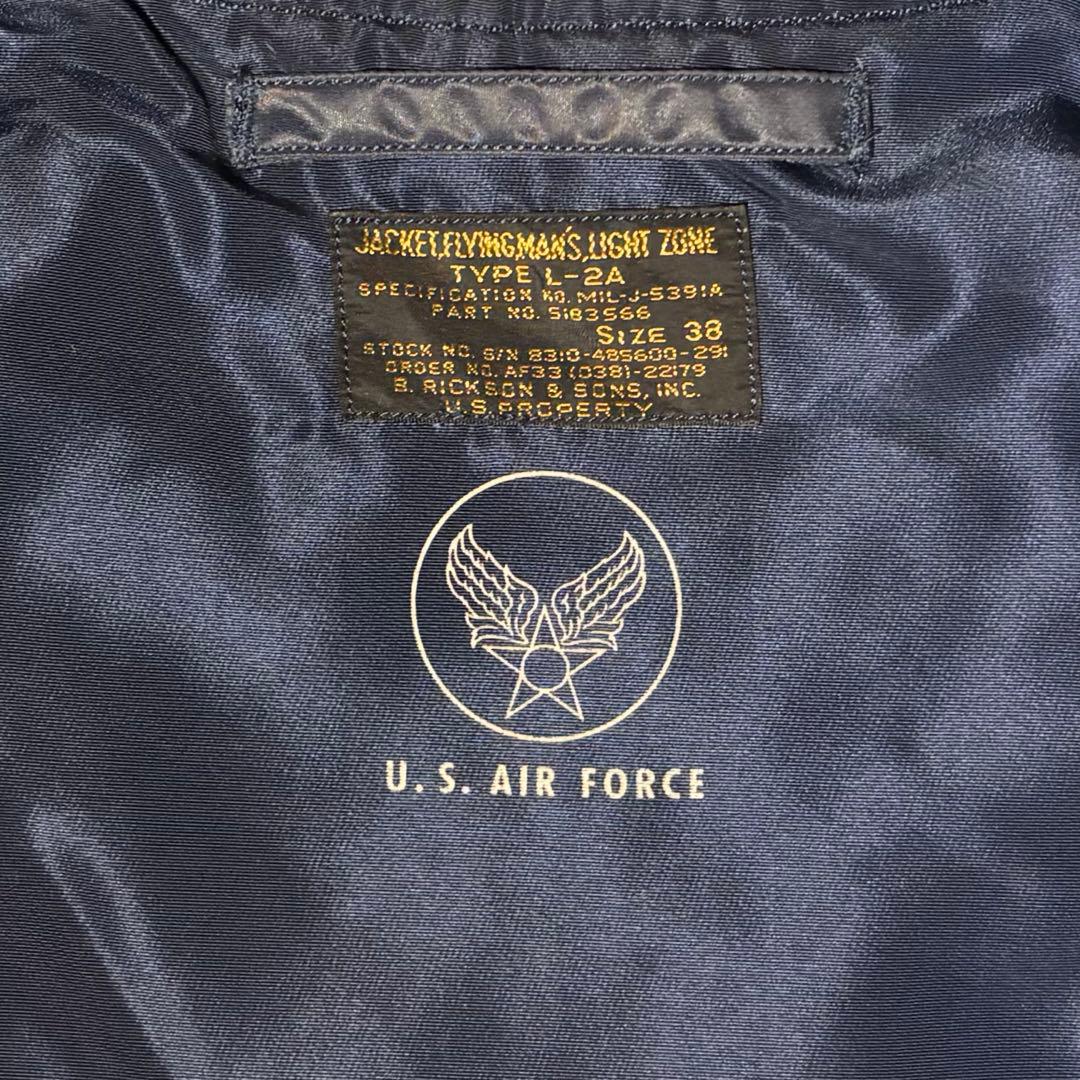 JACKET,FLYING,MAN'S,LIGHT ZONE
TYPE L-2A
SPECIFICATION NO. MIL-J-5391A
PART NO. 5183566
SIZE 38
STOCK NO. S/N 8310-485600-291
ORDER NO. AF33 (038)-22179
B. RICKSON & SONS, INC.
U.S. PROPERTY
U. S. AIR FORCE